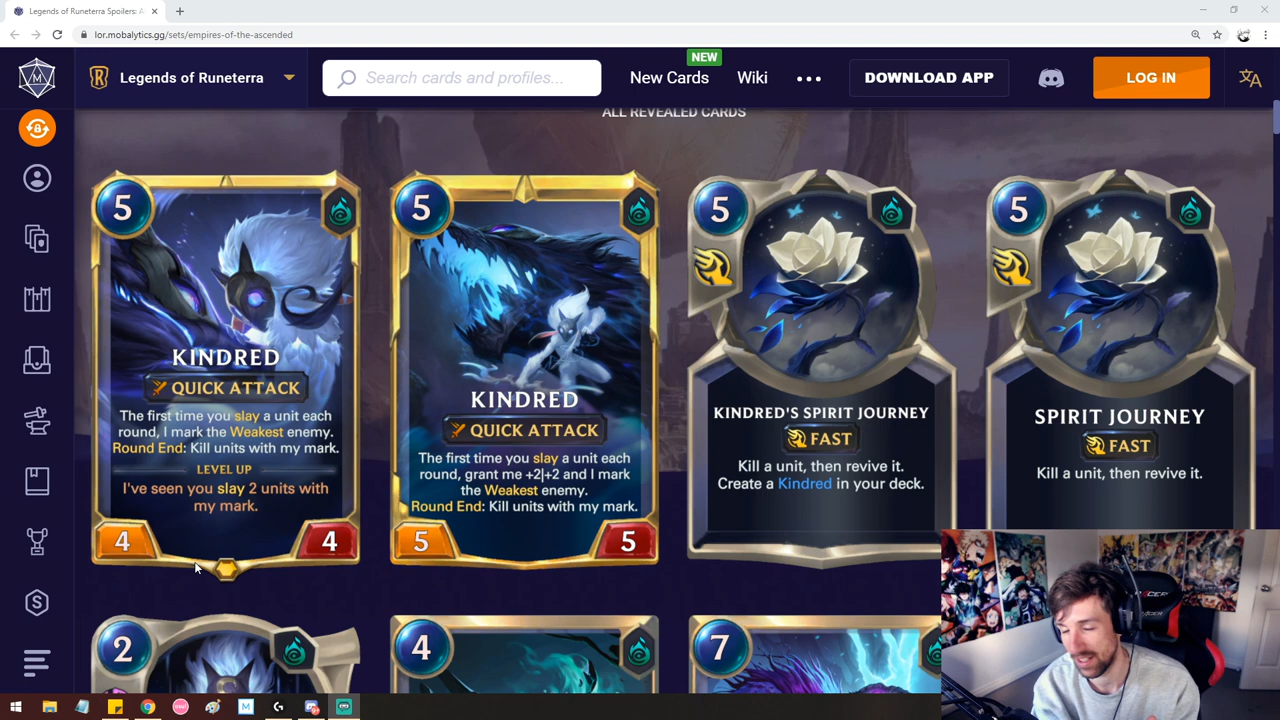 Legends of Runeterra Spoilers: A
lor.mobalytics.gg/sets/empires-of-the-ascended
M
Legends of Runeterra
Search cards and profiles...
NEW
New Cards
Wiki
DOWNLOAD APP
LOG IN
ALL REVEALED CARDS
5
KINDRED
QUICK ATTACK
The first time you slay a unit each
round, I mark the Weakest enemy.
Round End: Kill units with my mark.
LEVEL UP
I've seen you slay 2 units with
my mark.
4
4
5
KINDRED
QUICK ATTACK
The first time you slay a unit each
round, grant me +2|+2 and I mark
the Weakest enemy.
Round End: Kill units with my mark.
5
5
5
KINDRED'S SPIRIT JOURNEY
FAST
Kill a unit, then revive it.
Create a Kindred in your deck.
5
SPIRIT JOURNEY
FAST
Kill a unit, then revive it.
2
4
7